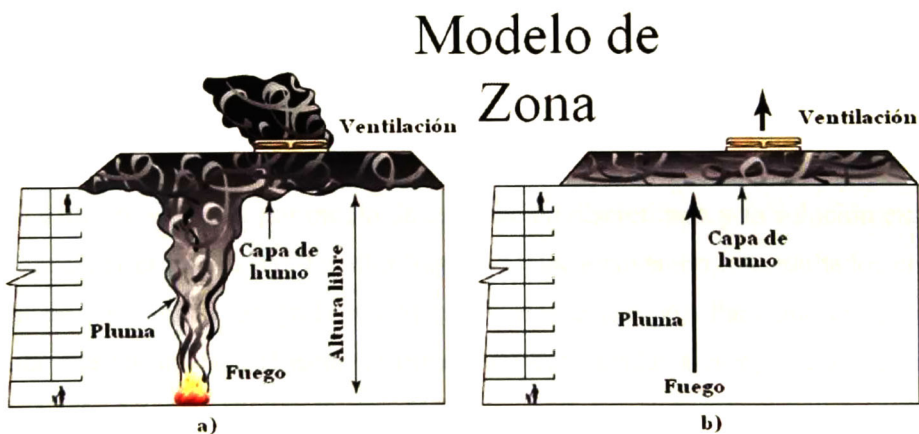 Modelo de
Zona
Ventilación
Capa de
humo
Pluma
Altura libre
Fuego
a)
Ventilación
Capa de
humo
Pluma
Fuego
b)